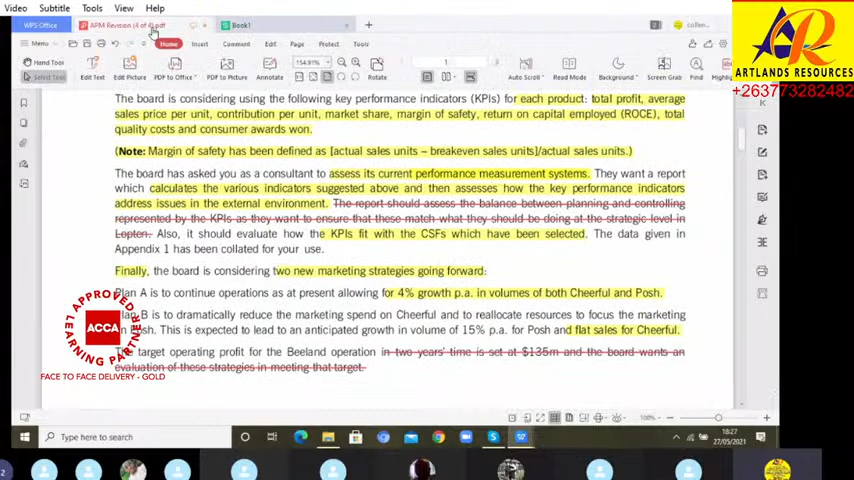 Video Subtitle Tools View Help
WPS Office APM Revision (4 of 4).pdf Book1
Menu Home Insert Comment Edit Page Protect Tools
Hand Tool 154.91%
Select Tool Edit Text Edit Picture PDF to Office PDF to Picture Annotate Rotate Auto Scroll Read Mode Background Screen Grab Find
ARTLANDS RESOURCES
+263773282482
The board is considering using the following key performance indicators (KPIs) for each product: total profit, average
sales price per unit, contribution per unit, market share, margin of safety, return on capital employed (ROCE), total
quality costs and consumer awards won.
(Note: Margin of safety has been defined as [actual sales units – breakeven sales units]/actual sales units.)
The board has asked you as a consultant to assess its current performance measurement systems. They want a report
which calculates the various indicators suggested above and then assesses how the key performance indicators
address issues in the external environment. The report should assess the balance between planning and controlling
represented by the KPIs as they want to ensure that these match what they should be doing at the strategic level in
Lopten. Also, it should evaluate how the KPIs fit with the CSFs which have been selected. The data given in
Appendix 1 has been collated for your use.
Finally, the board is considering two new marketing strategies going forward:
Plan A is to continue operations as at present allowing for 4% growth p.a. in volumes of both Cheerful and Posh.
Plan B is to dramatically reduce the marketing spend on Cheerful and to reallocate resources to focus the marketing
on Posh. This is expected to lead to an anticipated growth in volume of 15% p.a. for Posh and flat sales for Cheerful.
The target operating profit for the Beeland operation in two years' time is set at $135m and the board wants an
evaluation of these strategies in meeting that target.
APPROVED
ACCA
LEARNING PARTNER
FACE TO FACE DELIVERY - GOLD
100%
Type here to search
18:27
27/05/2021